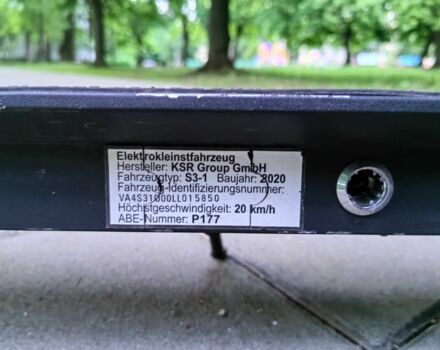 Elektrokleinstfahrzeug
Hersteller: KSR Group GmbH
Fahrzeugtyp: S3-1 Baujahr: 2020
Fahrzeug-Identifizierungsnummer:
VA4S31000LL015850
Höchstgeschwindigkeit: 20 km/h
ABE-Nummer: P177